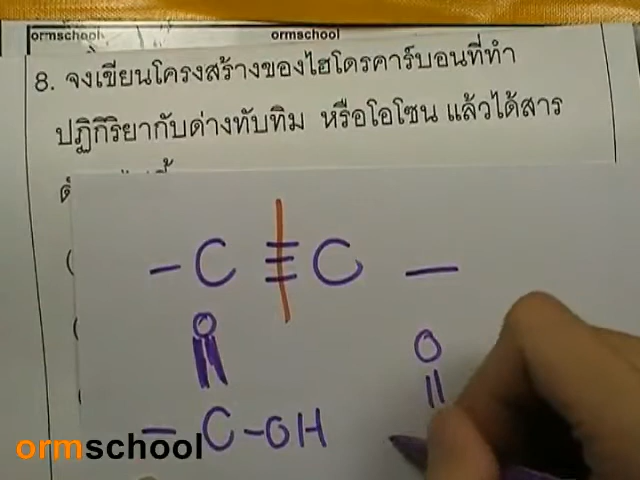 ormschool ormschool
8. จงเขียนโครงสร้างของไฮโดรคาร์บอนที่ทำ
ปฏิกิริยากับด่างทับทิม หรือโอโซน แล้วได้สาร
– C ≡ C –
O O
|| ||
– C – OH
ormschool